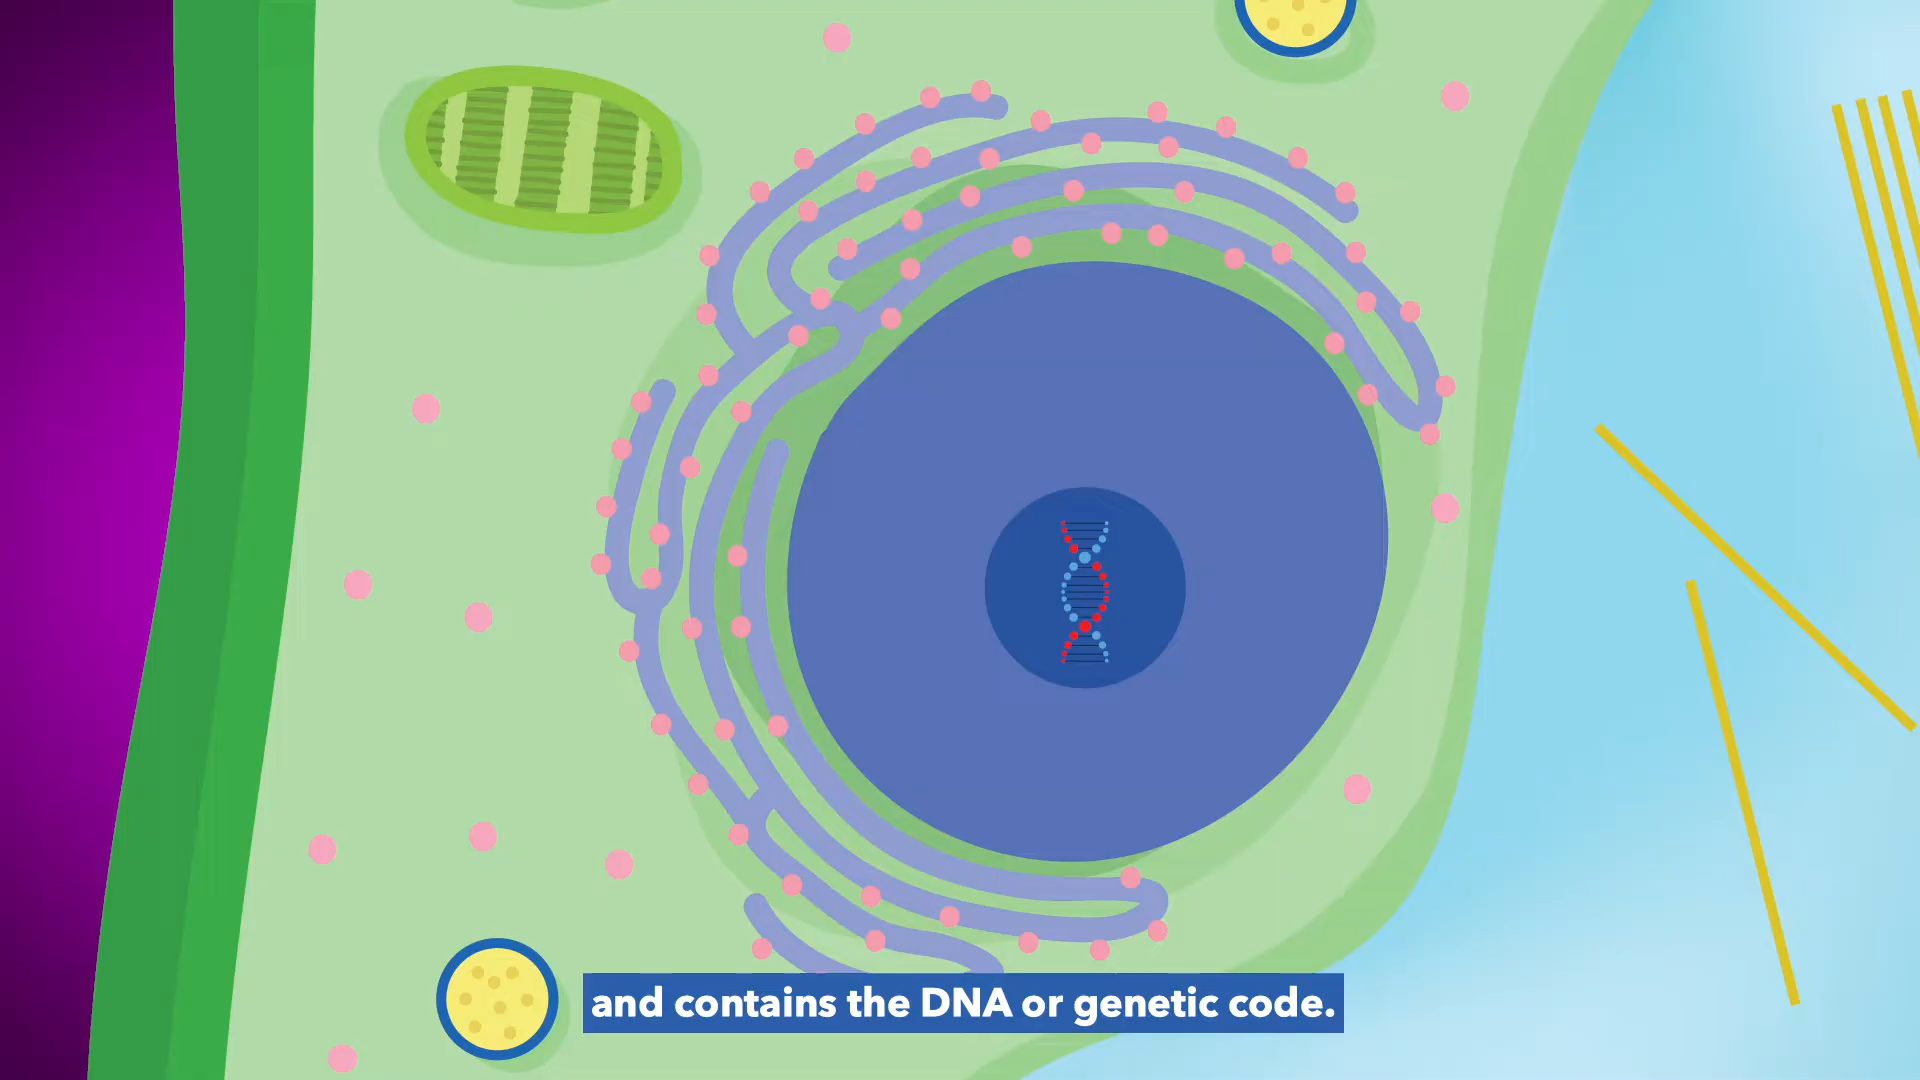 and contains the DNA or genetic code.